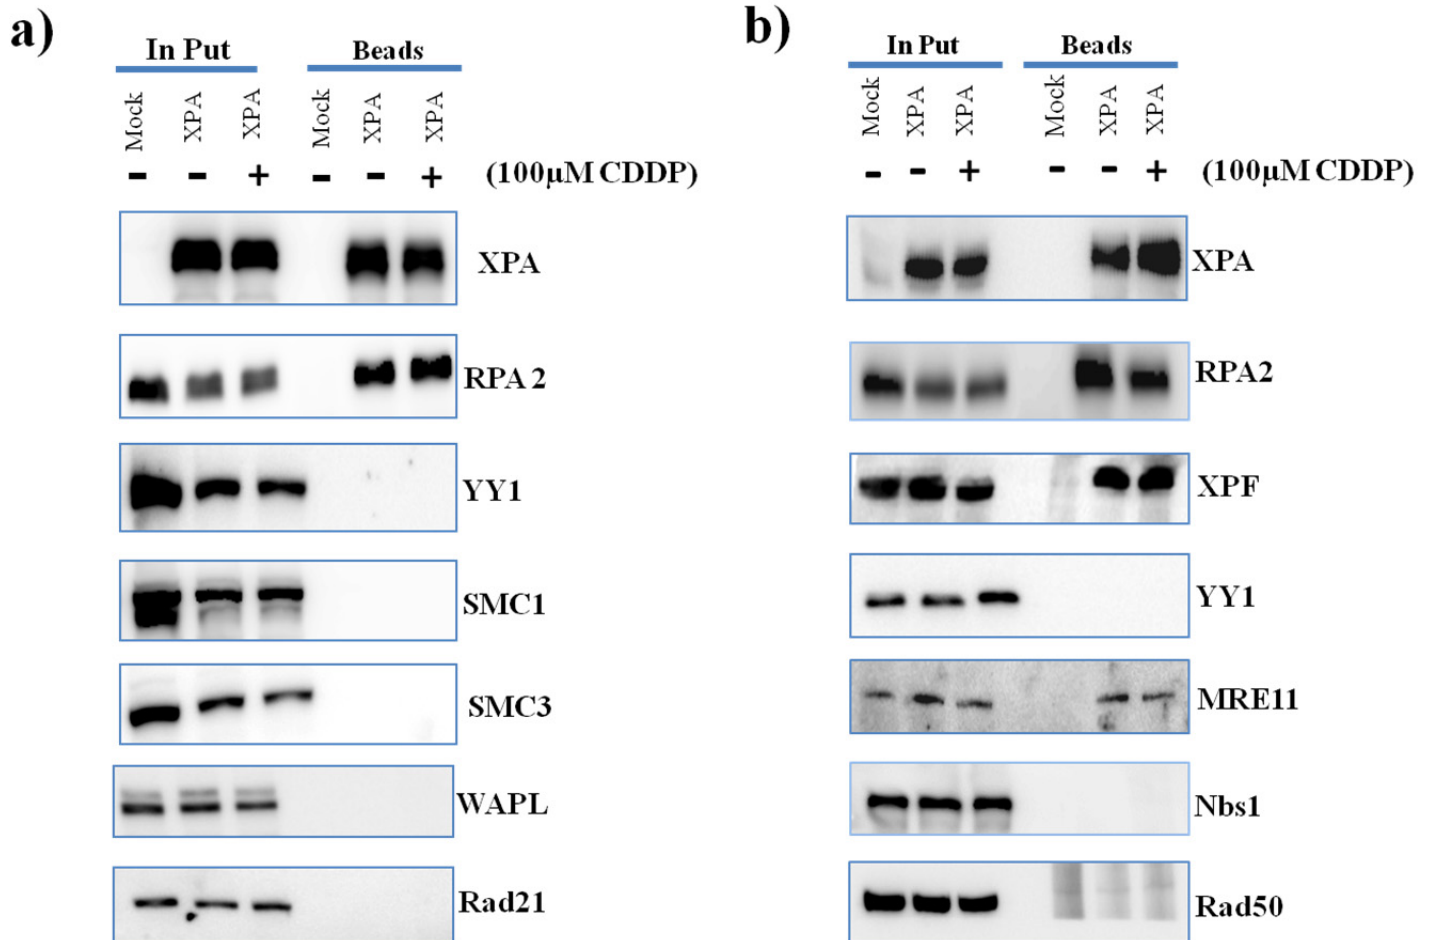 a)
In Put
Beads
Mock
XPA
XPA
Mock
XPA
XPA
- - + - - + (100μM CDDP)
XPA
RPA 2
YY1
SMC1
SMC3
WAPL
Rad21
b)
In Put
Beads
Mock
XPA
XPA
Mock
XPA
XPA
- - + - - + (100μM CDDP)
XPA
RPA2
XPF
YY1
MRE11
Nbs1
Rad50